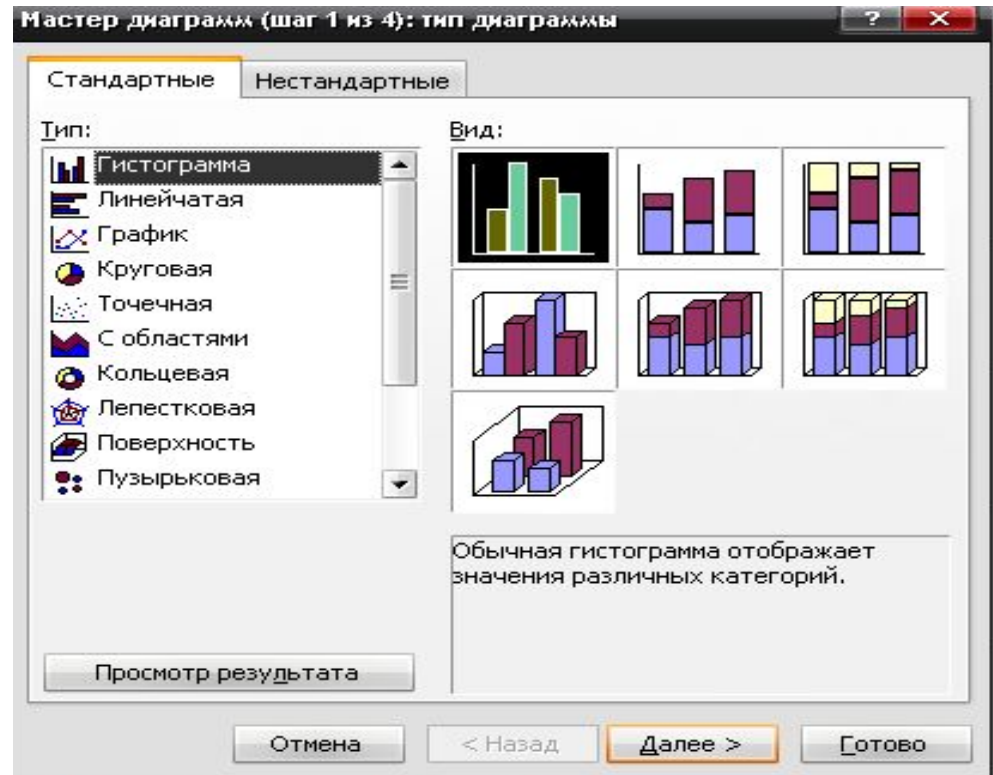 Мастер диаграмм (шаг 1 из 4): тип диаграммы
?
Стандартные
Нестандартные
Тип:
Гистограмма
Линейчатая
График
Круговая
Точечная
С областями
Кольцевая
Лепестковая
Поверхность
Пузырьковая
Вид:
Обычная гистограмма отображает
значения различных категорий.
Просмотр результата
Отмена
< Назад
Далее >
Готово